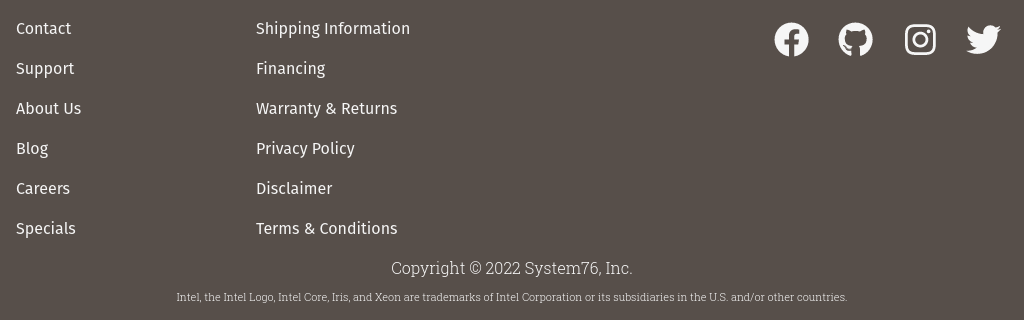 Contact
Support
About Us
Blog
Careers
Specials
Shipping Information
Financing
Warranty & Returns
Privacy Policy
Disclaimer
Terms & Conditions
Copyright © 2022 System76, Inc.
Intel, the Intel Logo, Intel Core, Iris, and Xeon are trademarks of Intel Corporation or its subsidiaries in the U.S. and/or other countries.